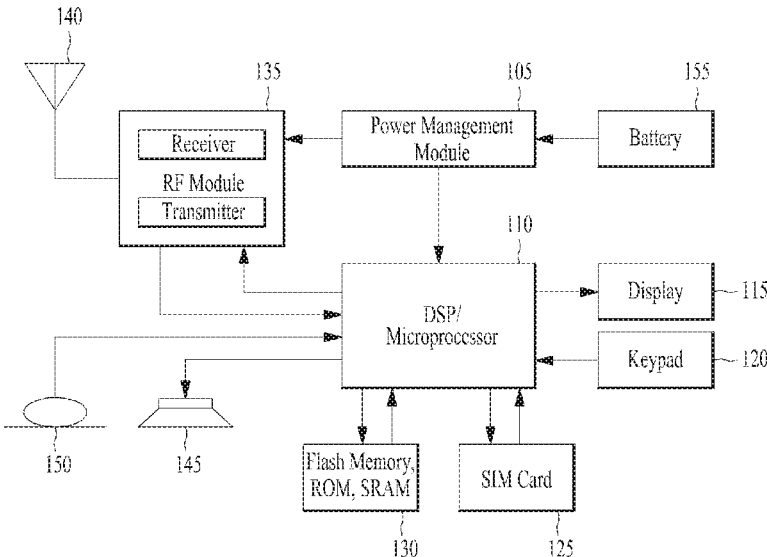 140
135
105
155
Receiver
RF Module
Transmitter
Power Management
Module
Battery
110
DSP/
Microprocessor
Display
115
Keypad
120
150
145
Flash Memory,
ROM, SRAM
130
SIM Card
125